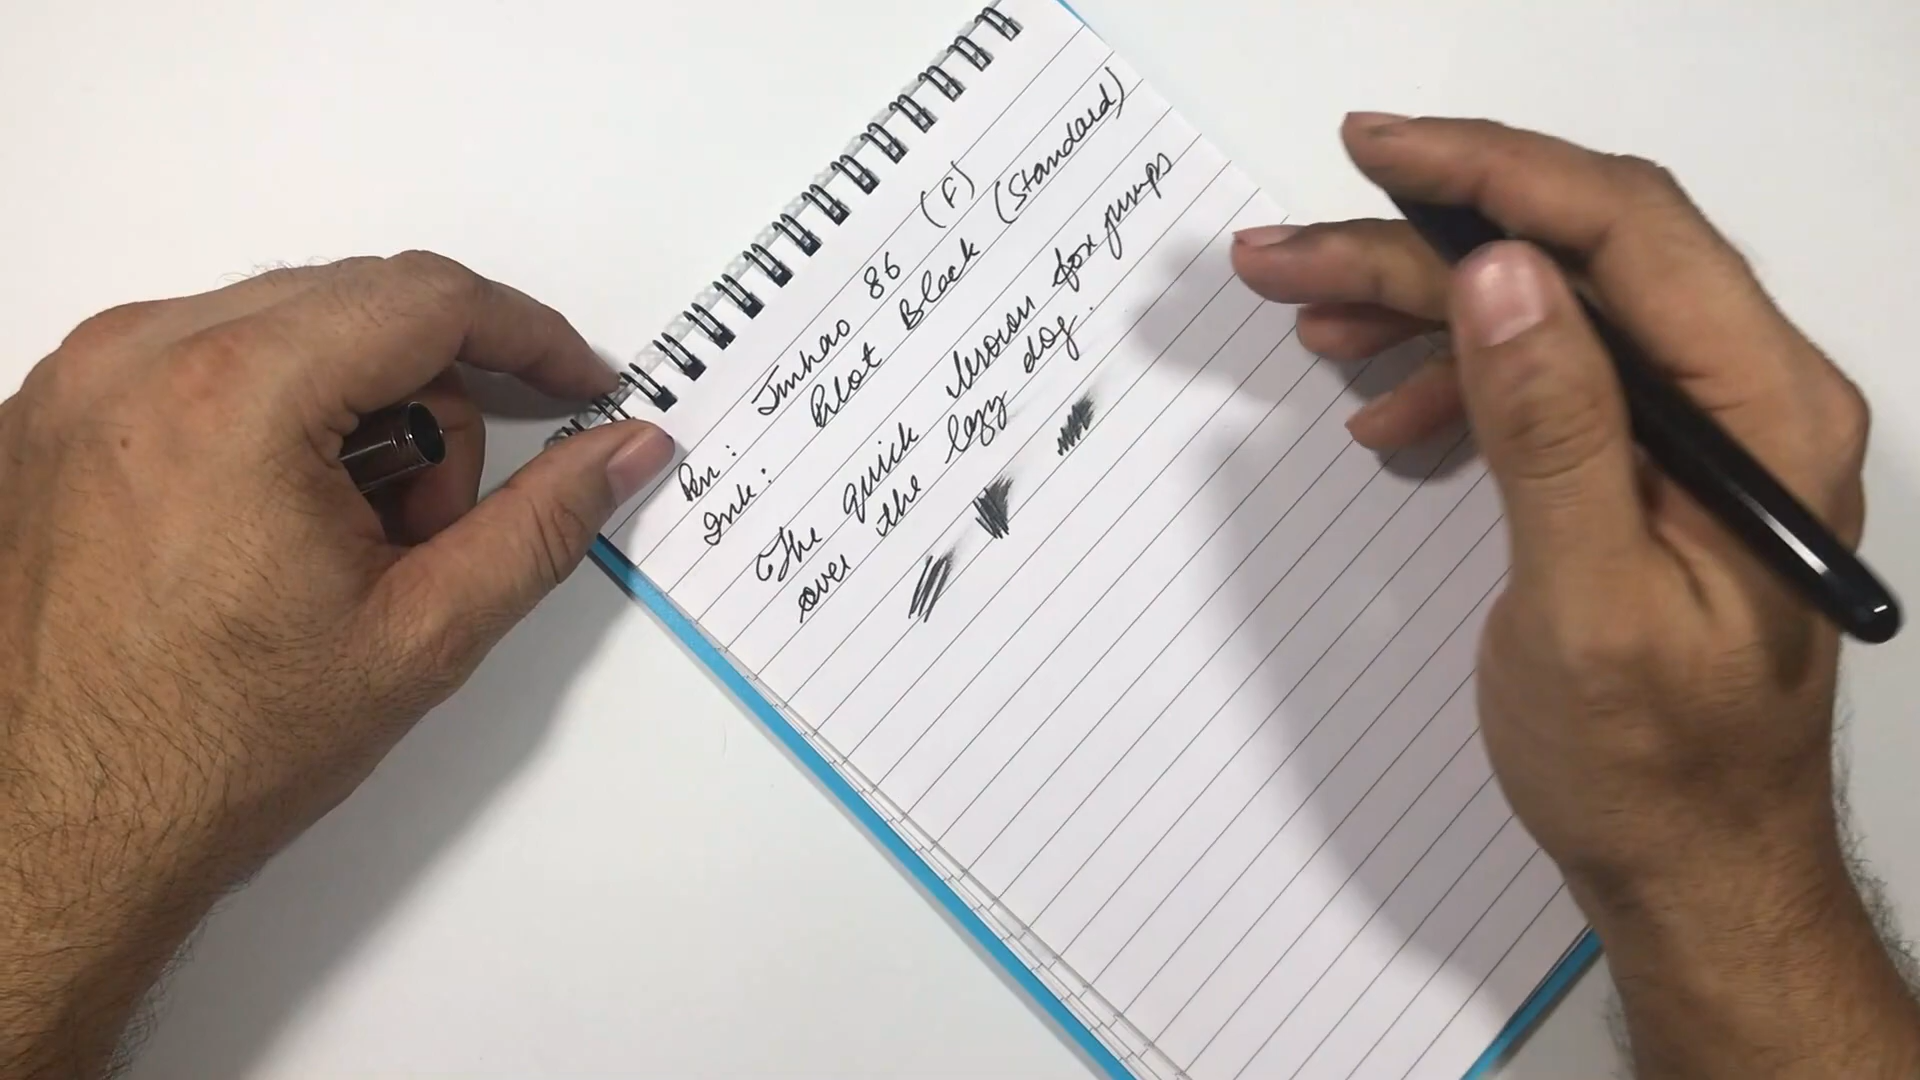 Pen: Jinhao 86 (F)
Ink: Pilot Black (Standard)
The quick brown fox jumps
over the lazy dog.